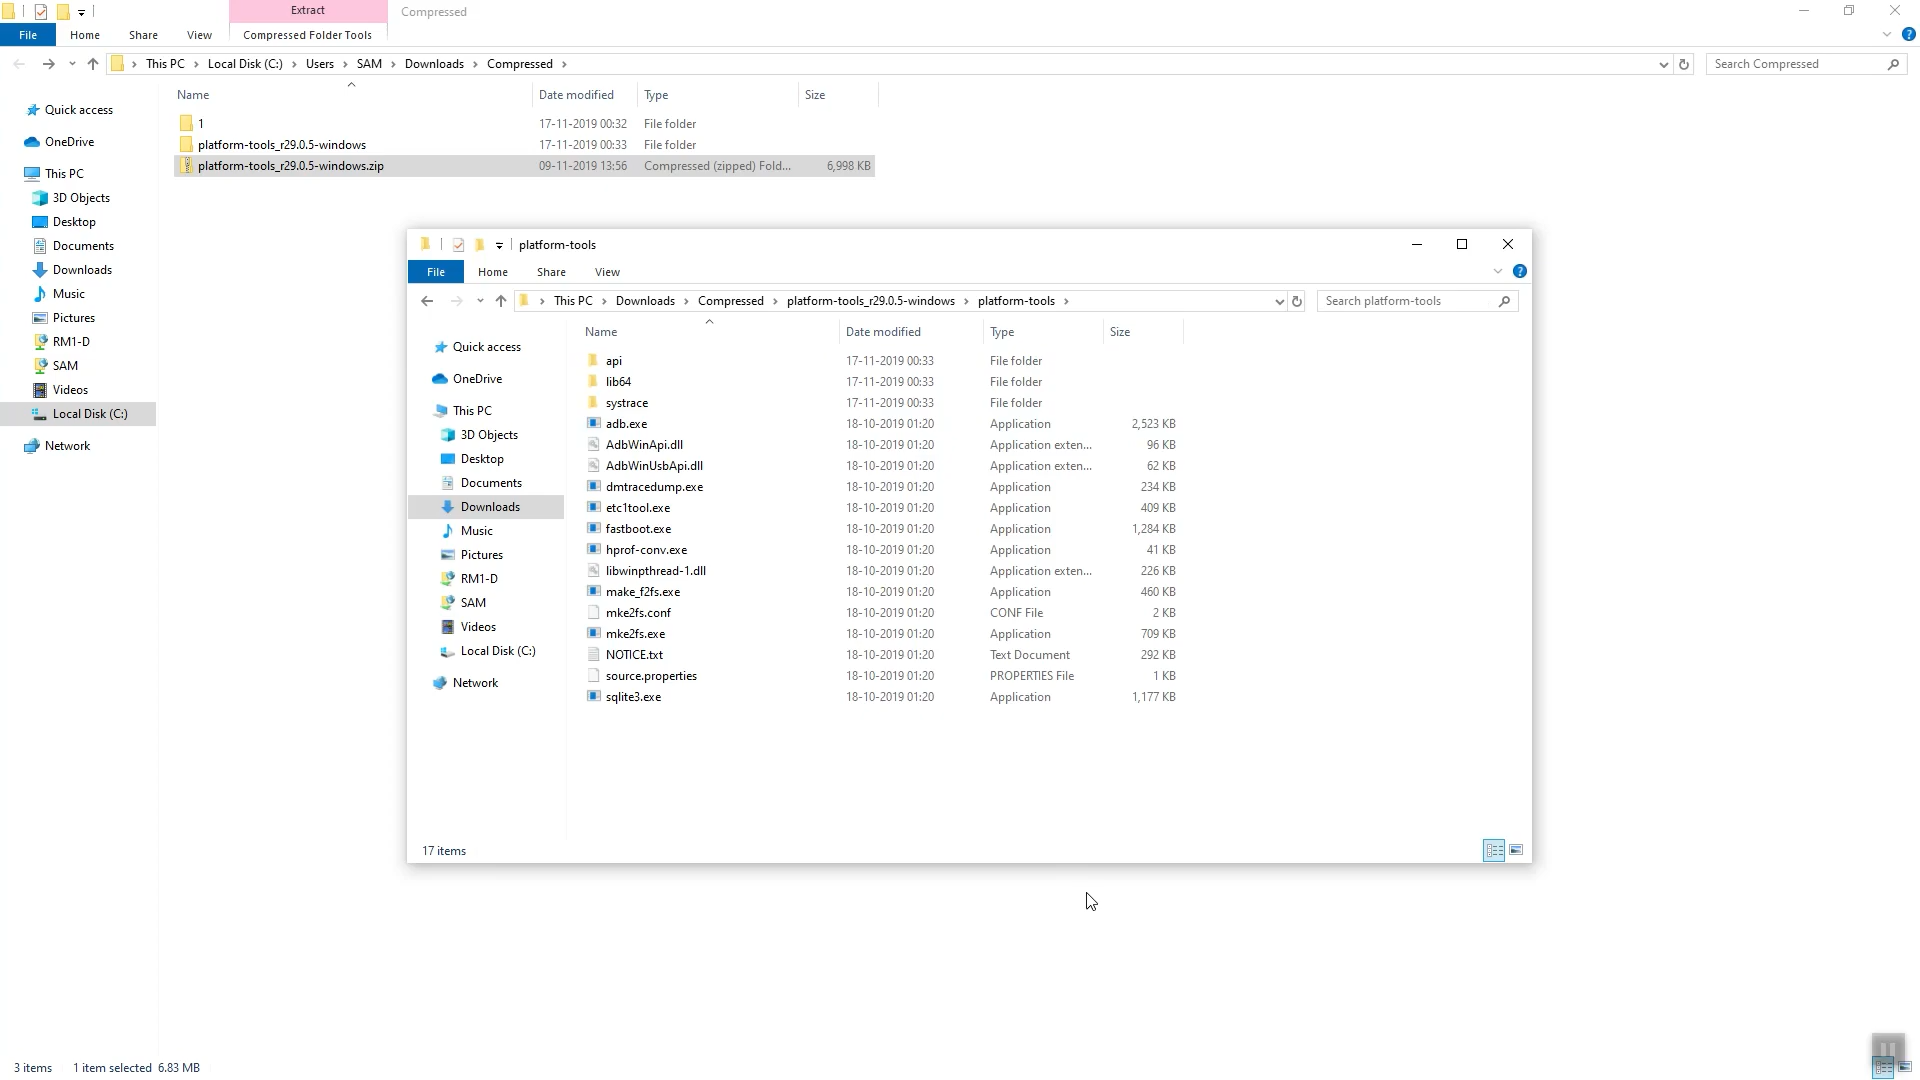 Extract
Compressed
File
Home
Share
View
Compressed Folder Tools
This PC
Local Disk (C:)
Users
SAM
Downloads
Compressed
Search Compressed
Name
Date modified
Type
Size
1
17-11-2019 00:32
File folder
platform-tools_r29.0.5-windows
17-11-2019 00:33
File folder
platform-tools_r29.0.5-windows.zip
09-11-2019 13:56
Compressed (zipped) Fold...
6,998 KB
Quick access
OneDrive
This PC
3D Objects
Desktop
Documents
Downloads
Music
Pictures
RM1-D
SAM
Videos
Local Disk (C:)
Network
platform-tools
File
Home
Share
View
This PC
Downloads
Compressed
platform-tools_r29.0.5-windows
platform-tools
Search platform-tools
Quick access
OneDrive
This PC
3D Objects
Desktop
Documents
Downloads
Music
Pictures
RM1-D
SAM
Videos
Local Disk (C:)
Network
Name
Date modified
Type
Size
api
17-11-2019 00:33
File folder
lib64
17-11-2019 00:33
File folder
systrace
17-11-2019 00:33
File folder
adb.exe
18-10-2019 01:20
Application
2,523 KB
AdbWinApi.dll
18-10-2019 01:20
Application exten...
96 KB
AdbWinUsbApi.dll
18-10-2019 01:20
Application exten...
62 KB
dmtracedump.exe
18-10-2019 01:20
Application
234 KB
etc1tool.exe
18-10-2019 01:20
Application
409 KB
fastboot.exe
18-10-2019 01:20
Application
1,284 KB
hprof-conv.exe
18-10-2019 01:20
Application
41 KB
libwinpthread-1.dll
18-10-2019 01:20
Application exten...
226 KB
make_f2fs.exe
18-10-2019 01:20
Application
460 KB
mke2fs.conf
18-10-2019 01:20
CONF File
2 KB
mke2fs.exe
18-10-2019 01:20
Application
709 KB
NOTICE.txt
18-10-2019 01:20
Text Document
292 KB
source.properties
18-10-2019 01:20
PROPERTIES File
1 KB
sqlite3.exe
18-10-2019 01:20
Application
1,177 KB
17 items
3 items
1 item selected 6.83 MB